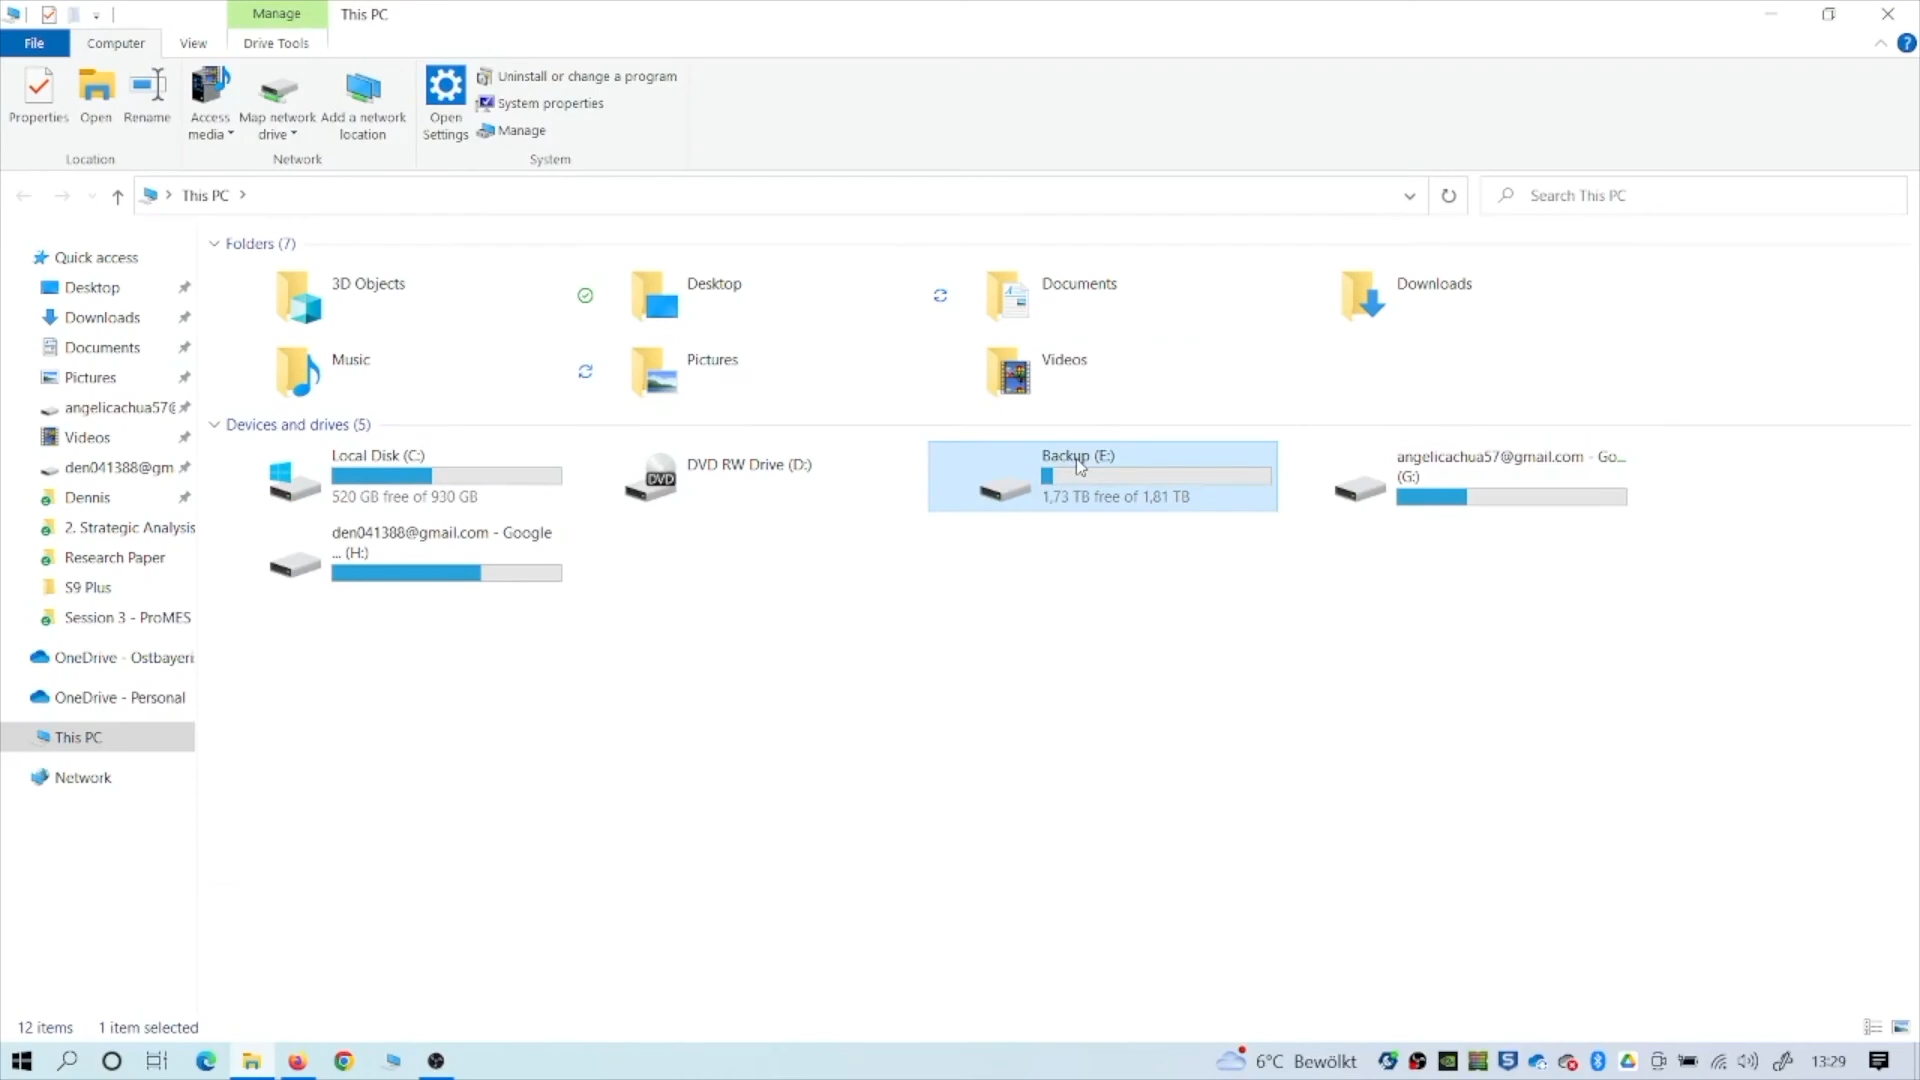 Manage
This PC
File
Computer
View
Drive Tools
Properties
Open
Rename
Access media
Map network drive
Add a network location
Open Settings
Uninstall or change a program
System properties
Manage
Location
Network
System
This PC
Search This PC
Quick access
Desktop
Downloads
Documents
Pictures
angelicachua57@
Videos
den041388@gm
Dennis
2. Strategic Analysis
Research Paper
S9 Plus
Session 3 - ProMES
OneDrive - Ostbayeri
OneDrive - Personal
This PC
Network
Folders (7)
3D Objects
Desktop
Documents
Downloads
Music
Pictures
Videos
Devices and drives (5)
Local Disk (C:)
520 GB free of 930 GB
DVD RW Drive (D:)
DVD
Backup (E:)
1,73 TB free of 1,81 TB
angelicachua57@gmail.com - Go...
(G:)
den041388@gmail.com - Google
... (H:)
12 items
1 item selected
6°C Bewölkt
13:29